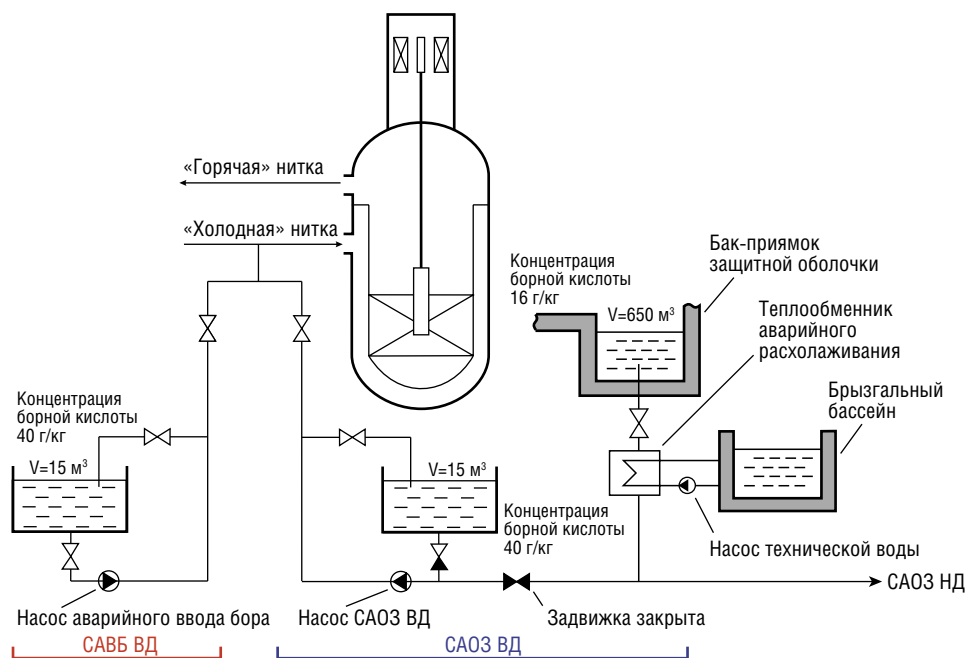 «Горячая» нитка
«Холодная» нитка
Концентрация
борной кислоты
16 г/кг
V=650 м³
Бак-приямок
защитной оболочки
Теплообменник
аварийного
расхолаживания
Брызгальный
бассейн
Концентрация
борной кислоты
40 г/кг
V=15 м³
V=15 м³
Концентрация
борной кислоты
40 г/кг
Насос технической воды
САОЗ НД
Насос аварийного ввода бора
Насос САОЗ ВД
Задвижка закрыта
САВБ ВД
САОЗ ВД